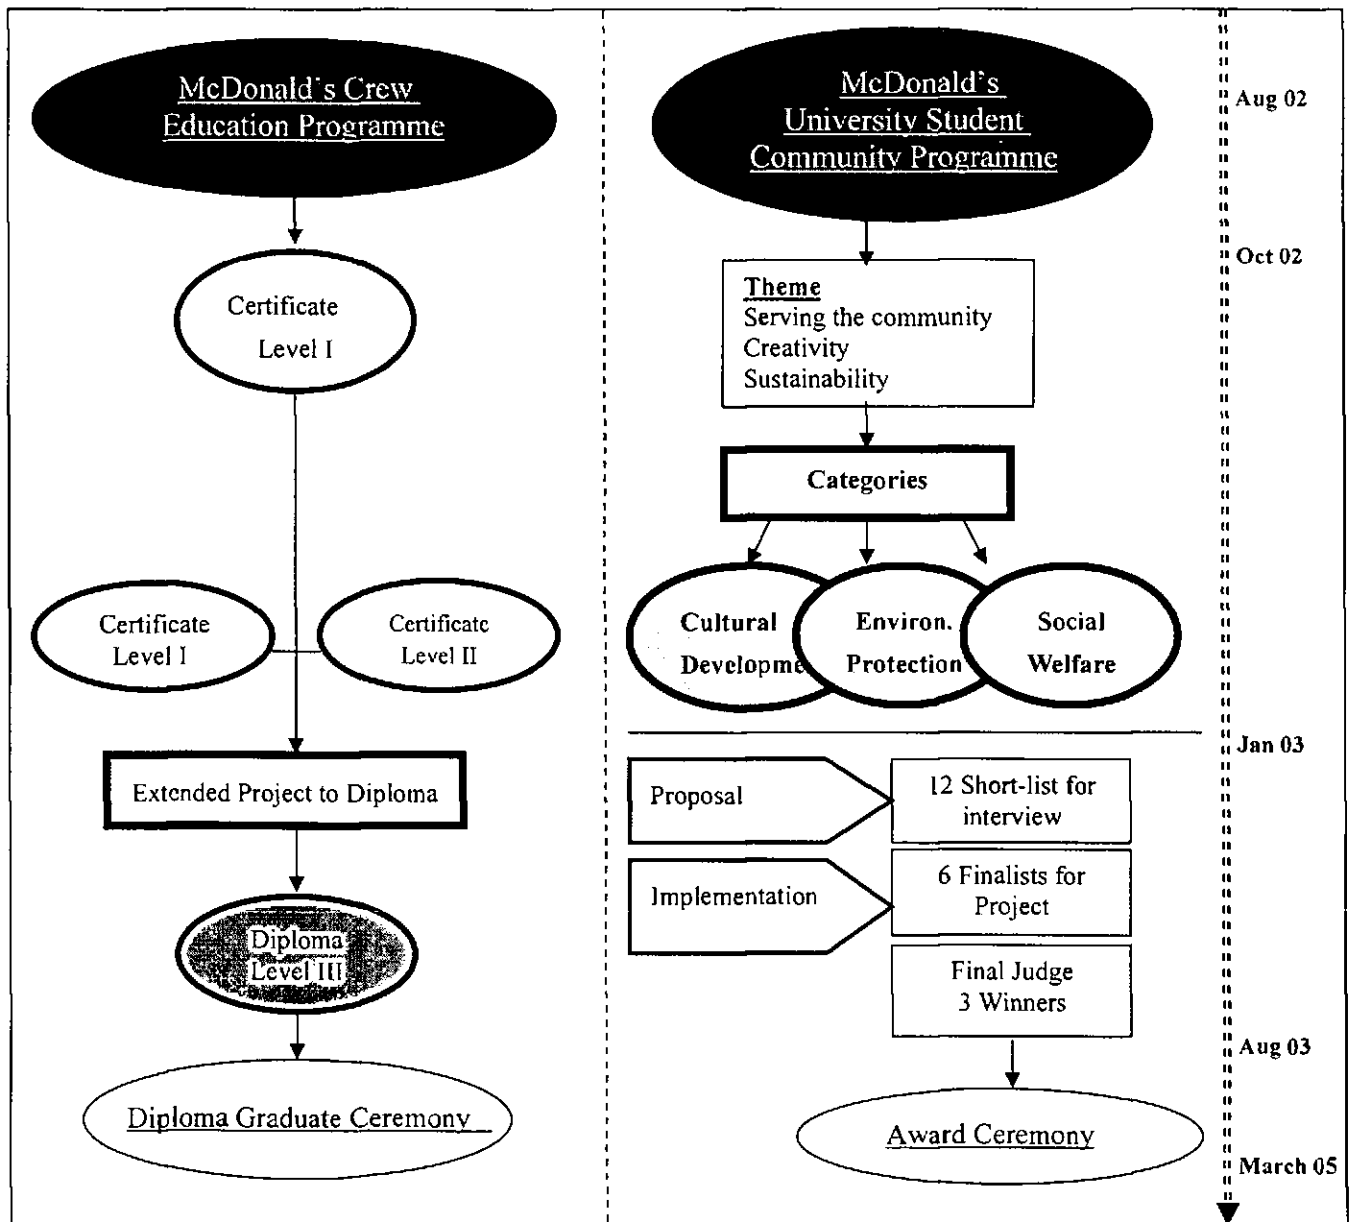 McDonald's Crew
Education Programme
Certificate
Level I
Certificate
Level I
Certificate
Level II
Extended Project to Diploma
Diploma
Level III
Diploma Graduate Ceremony
McDonald's
University Student
Community Programme
Theme
Serving the community
Creativity
Sustainability
Categories
Cultural
Developme
Environ.
Protection
Social
Welfare
Proposal
12 Short-list for
interview
Implementation
6 Finalists for
Project
Final Judge
3 Winners
Award Ceremony
Aug 02
Oct 02
Jan 03
Aug 03
March 05